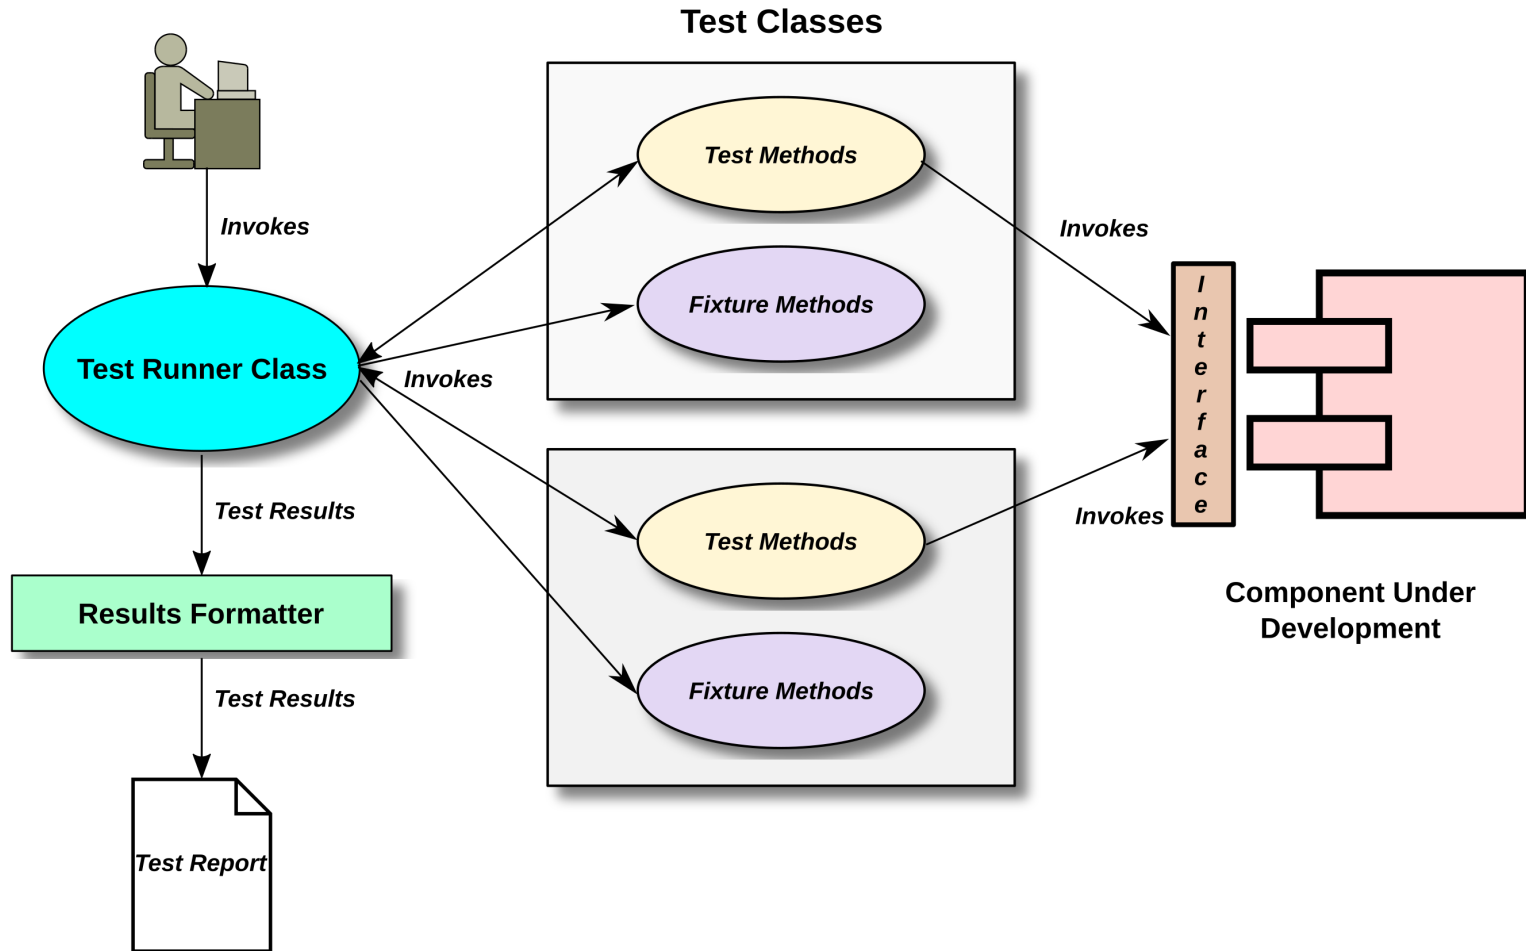 Test Classes
Test Methods
Invokes
Invokes
Fixture Methods
Interface
Test Runner Class
Invokes
Test Results
Test Methods
Invokes
Results Formatter
Component Under
Development
Test Results
Fixture Methods
Test Report